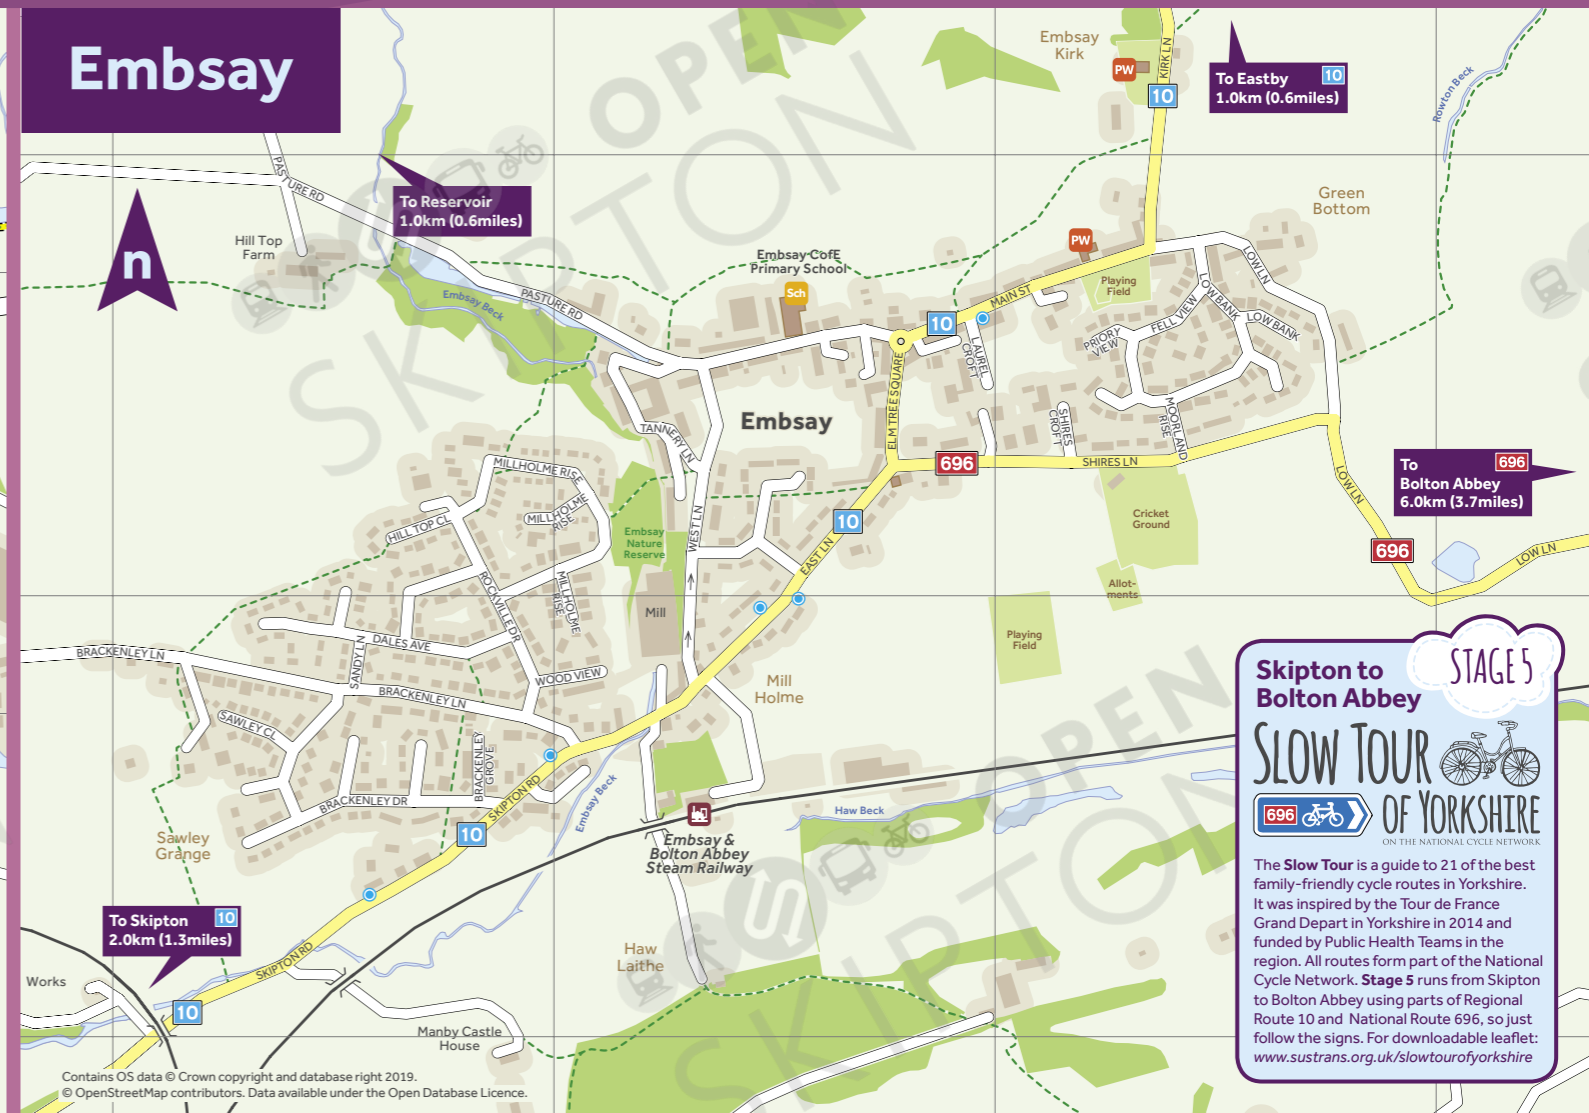 Embsay
OPEN
SKIPTON
Embsay
Kirk
PW
KIRK LN
10
To Eastby 10
1.0km (0.6miles)
Rowton Beck
PASTURE RD
To Reservoir
1.0km (0.6miles)
Hill Top
Farm
n
Embsay Beck
PASTURE RD
Embsay CofE
Primary School
Sch
PW
Green
Bottom
Playing
Field
MAIN ST
10
LOW LN
LOW BANK
LOW BANK
FELL VIEW
PRIORY
VIEW
LAUREL
CROFT
ELM TREE SQUARE
Embsay
TANNERY LN
SHIRES
CROFT
MOORLAND
RISE
696
SHIRES LN
LOW LN
To 696
Bolton Abbey
6.0km (3.7miles)
MILLHOLME RISE
MILLHOLME
RISE
HILL TOP CL
Embsay
Nature
Reserve
WEST LN
10
EAST LN
Cricket
Ground
696
LOW LN
ROCKVILLE DR
MILLHOLME
RISE
Mill
Allot-
ments
Playing
Field
BRACKENLEY LN
DALES AVE
SANDY LN
WOOD VIEW
BRACKENLEY LN
Mill
Holme
SAWLEY CL
BRACKENLEY
GROVE
BRACKENLEY DR
SKIPTON RD
10
Embsay Beck
Haw Beck
Embsay &
Bolton Abbey
Steam Railway
Sawley
Grange
OPEN
SKIPTON
To Skipton 10
2.0km (1.3miles)
SKIPTON RD
Works
10
Haw
Laithe
Manby Castle
House
STAGE 5
Skipton to
Bolton Abbey
SLOW TOUR
696
OF YORKSHIRE
ON THE NATIONAL CYCLE NETWORK
The Slow Tour is a guide to 21 of the best
family-friendly cycle routes in Yorkshire.
It was inspired by the Tour de France
Grand Depart in Yorkshire in 2014 and
funded by Public Health Teams in the
region. All routes form part of the National
Cycle Network. Stage 5 runs from Skipton
to Bolton Abbey using parts of Regional
Route 10 and National Route 696, so just
follow the signs. For downloadable leaflet:
www.sustrans.org.uk/slowtourofyorkshire
Contains OS data © Crown copyright and database right 2019.
© OpenStreetMap contributors. Data available under the Open Database Licence.